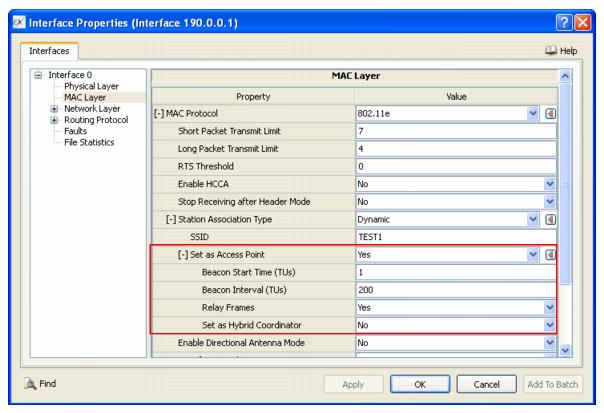 Interface Properties (Interface 190.0.0.1)
Interfaces
Help
Interface 0
Physical Layer
MAC Layer
Network Layer
Routing Protocol
Faults
File Statistics
MAC Layer
Property Value
[-] MAC Protocol 802.11e
Short Packet Transmit Limit 7
Long Packet Transmit Limit 4
RTS Threshold 0
Enable HCCA No
Stop Receiving after Header Mode No
[-] Station Association Type Dynamic
SSID TEST1
[-] Set as Access Point Yes
Beacon Start Time (TUs) 1
Beacon Interval (TUs) 200
Relay Frames Yes
Set as Hybrid Coordinator No
Enable Directional Antenna Mode No
Find
Apply OK Cancel Add To Batch